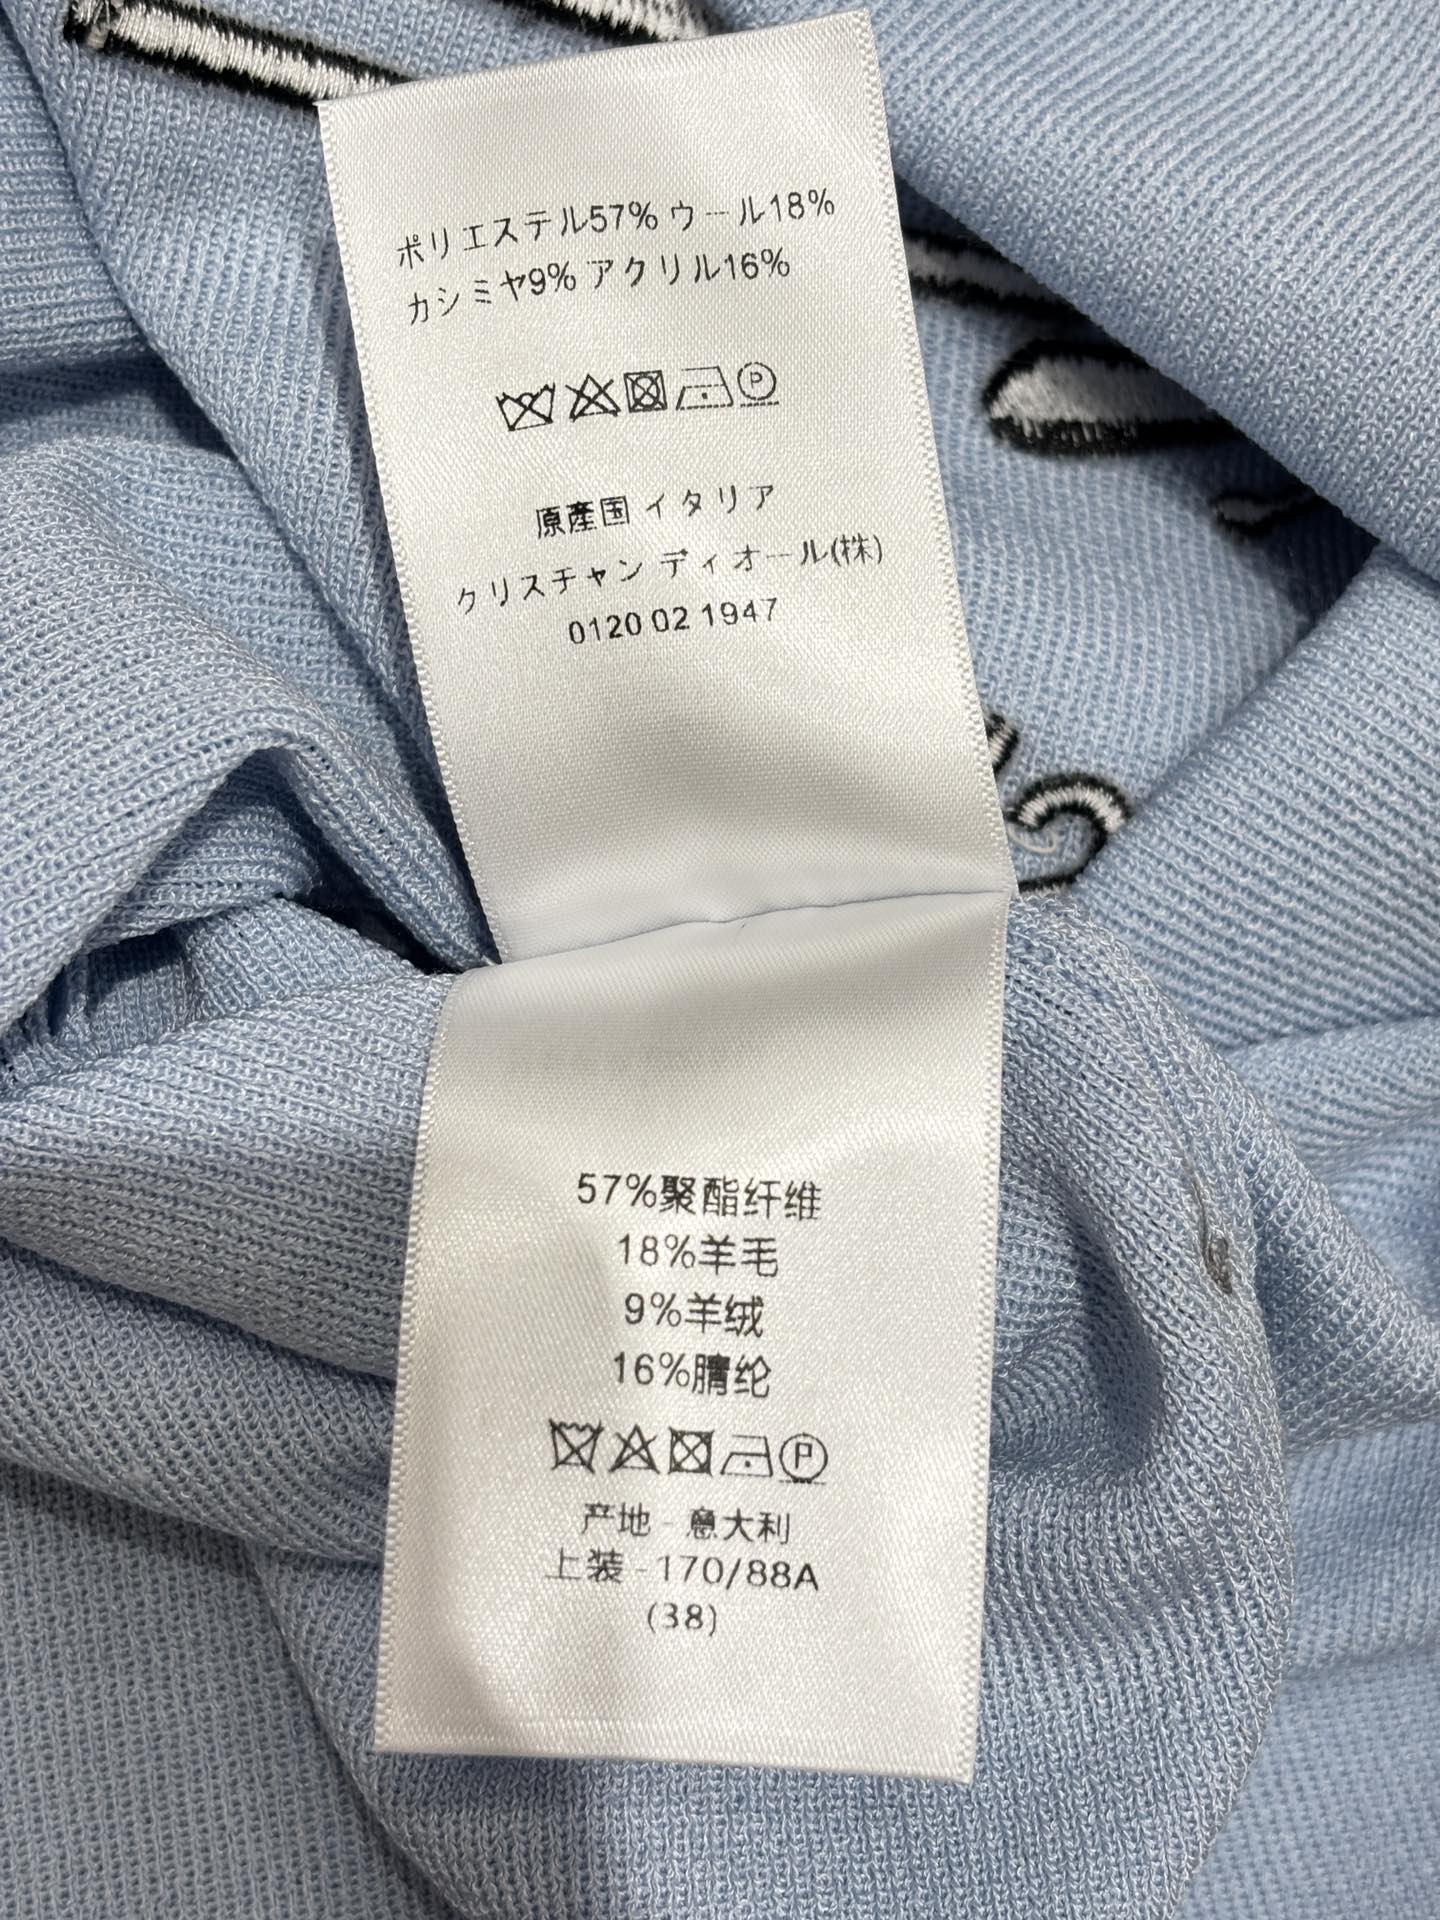 ポリエステル57% ウール18%
カシミヤ9% アクリル16%
原產国 イタリア
クリスチャン ディオール(株)
0120 02 1947
57%聚酯纤维
18%羊毛
9%羊绒
16%腈纶
P
产地 - 意大利
上装 - 170/88A
(38)